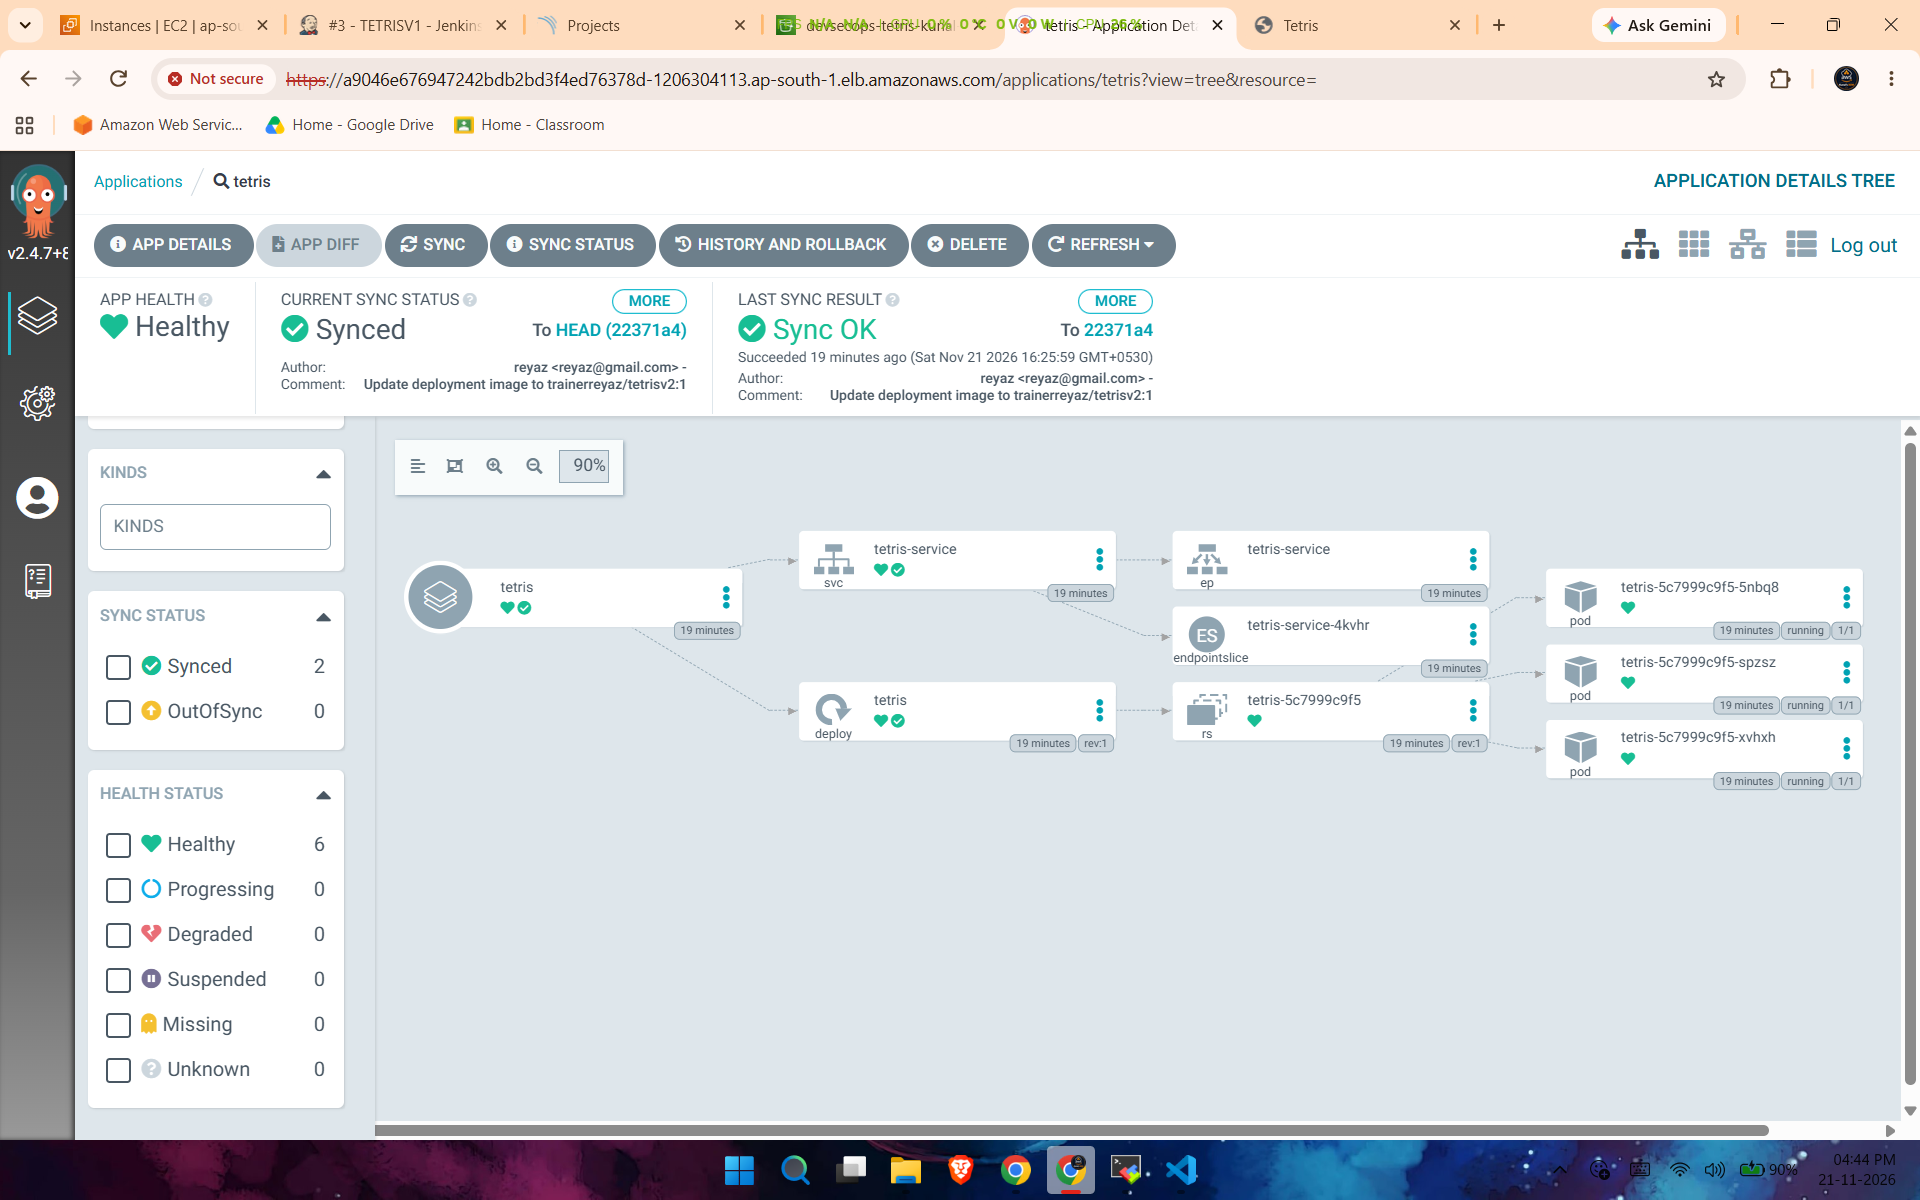 Instances | EC2 | ap-sou
#3 - TETRISV1 - Jenkins
Projects
devsecops-tetris-kunal
tetris - Application Det
Tetris
Ask Gemini
Not secure
https://a9046e676947242bdb2bd3f4ed76378d-1206304113.ap-south-1.elb.amazonaws.com/applications/tetris?view=tree&resource=
Amazon Web Servic...
Home - Google Drive
Home - Classroom
v2.4.7+8
Applications / tetris
APPLICATION DETAILS TREE
APP DETAILS
APP DIFF
SYNC
SYNC STATUS
HISTORY AND ROLLBACK
DELETE
REFRESH
Log out
APP HEALTH
Healthy
CURRENT SYNC STATUS
MORE
Synced
To HEAD (22371a4)
Author: reyaz <reyaz@gmail.com> -
Comment: Update deployment image to trainerreyaz/tetrisv2:1
LAST SYNC RESULT
MORE
Sync OK
To 22371a4
Succeeded 19 minutes ago (Sat Nov 21 2026 16:25:59 GMT+0530)
Author: reyaz <reyaz@gmail.com> -
Comment: Update deployment image to trainerreyaz/tetrisv2:1
KINDS
KINDS
SYNC STATUS
Synced 2
OutOfSync 0
HEALTH STATUS
Healthy 6
Progressing 0
Degraded 0
Suspended 0
Missing 0
Unknown 0
90%
tetris
19 minutes
tetris-service
svc
19 minutes
tetris
deploy
19 minutes rev:1
tetris-service
ep
19 minutes
ES
tetris-service-4kvhr
endpointslice
19 minutes
tetris-5c7999c9f5
rs
19 minutes rev:1
tetris-5c7999c9f5-5nbq8
pod
19 minutes running 1/1
tetris-5c7999c9f5-spzsz
pod
19 minutes running 1/1
tetris-5c7999c9f5-xvhxh
pod
19 minutes running 1/1
90%
04:44 PM
21-11-2026